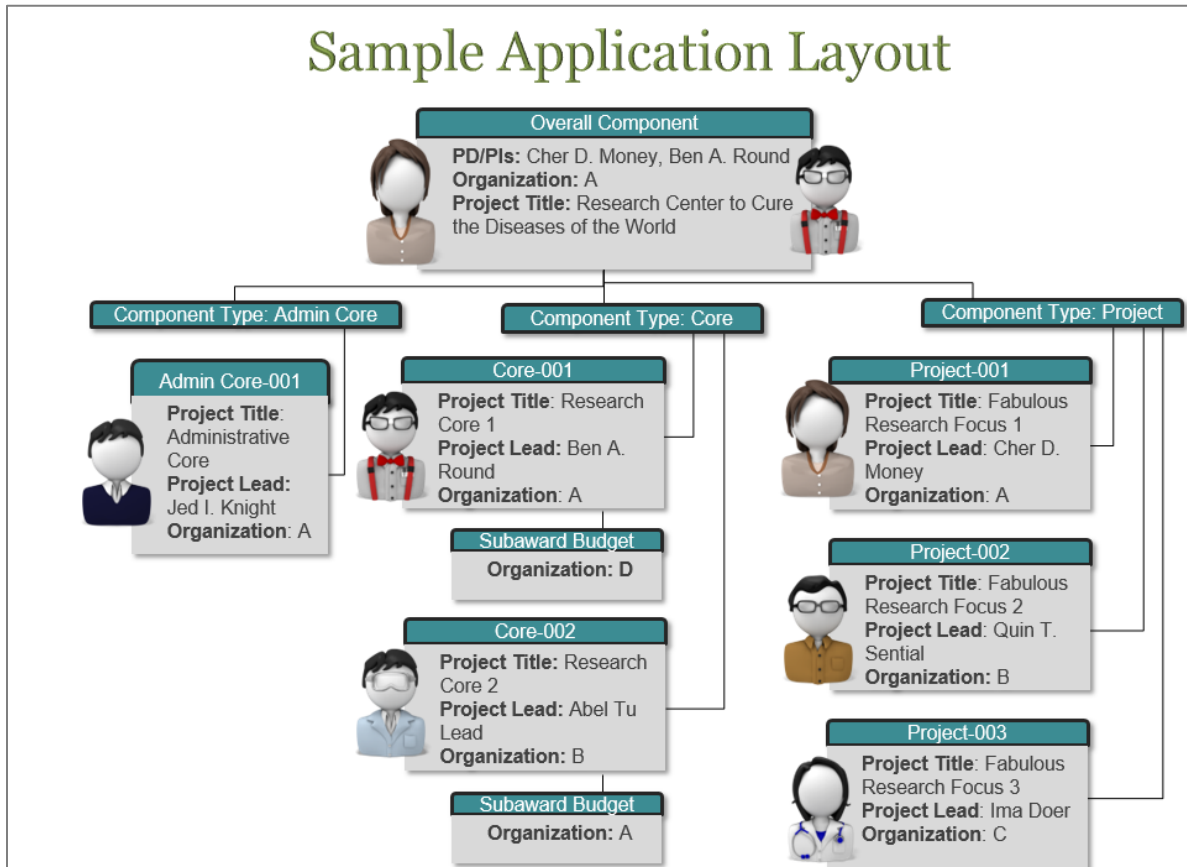 Sample Application Layout
Overall Component
PD/PIs: Cher D. Money, Ben A. Round
Organization: A
Project Title: Research Center to Cure
the Diseases of the World
Component Type: Admin Core
Admin Core-001
Project Title:
Administrative
Core
Project Lead:
Jed I. Knight
Organization: A
Component Type: Core
Core-001
Project Title: Research
Core 1
Project Lead: Ben A.
Round
Organization: A
Subaward Budget
Organization: D
Core-002
Project Title: Research
Core 2
Project Lead: Abel Tu
Lead
Organization: B
Subaward Budget
Organization: A
Component Type: Project
Project-001
Project Title: Fabulous
Research Focus 1
Project Lead: Cher D.
Money
Organization: A
Project-002
Project Title: Fabulous
Research Focus 2
Project Lead: Quin T.
Sential
Organization: B
Project-003
Project Title: Fabulous
Research Focus 3
Project Lead: Ima Doer
Organization: C